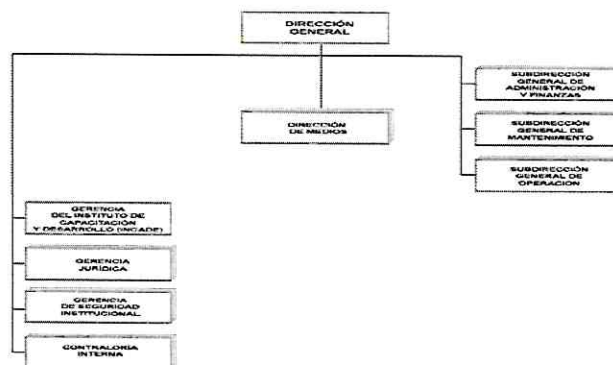 DIRECCIÓN
GENERAL
SUBDIRECCIÓN
GENERAL DE
ADMINISTRACIÓN
Y FINANZAS
DIRECCIÓN
DE MEDIOS
SUBDIRECCIÓN
GENERAL DE
MANTENIMIENTO
SUBDIRECCIÓN
GENERAL DE
OPERACIÓN
GERENCIA
DEL INSTITUTO DE
CAPACITACIÓN
Y DESARROLLO (INCADE)
GERENCIA
JURÍDICA
GERENCIA
DE SEGURIDAD
INSTITUCIONAL
CONTRALORÍA
INTERNA